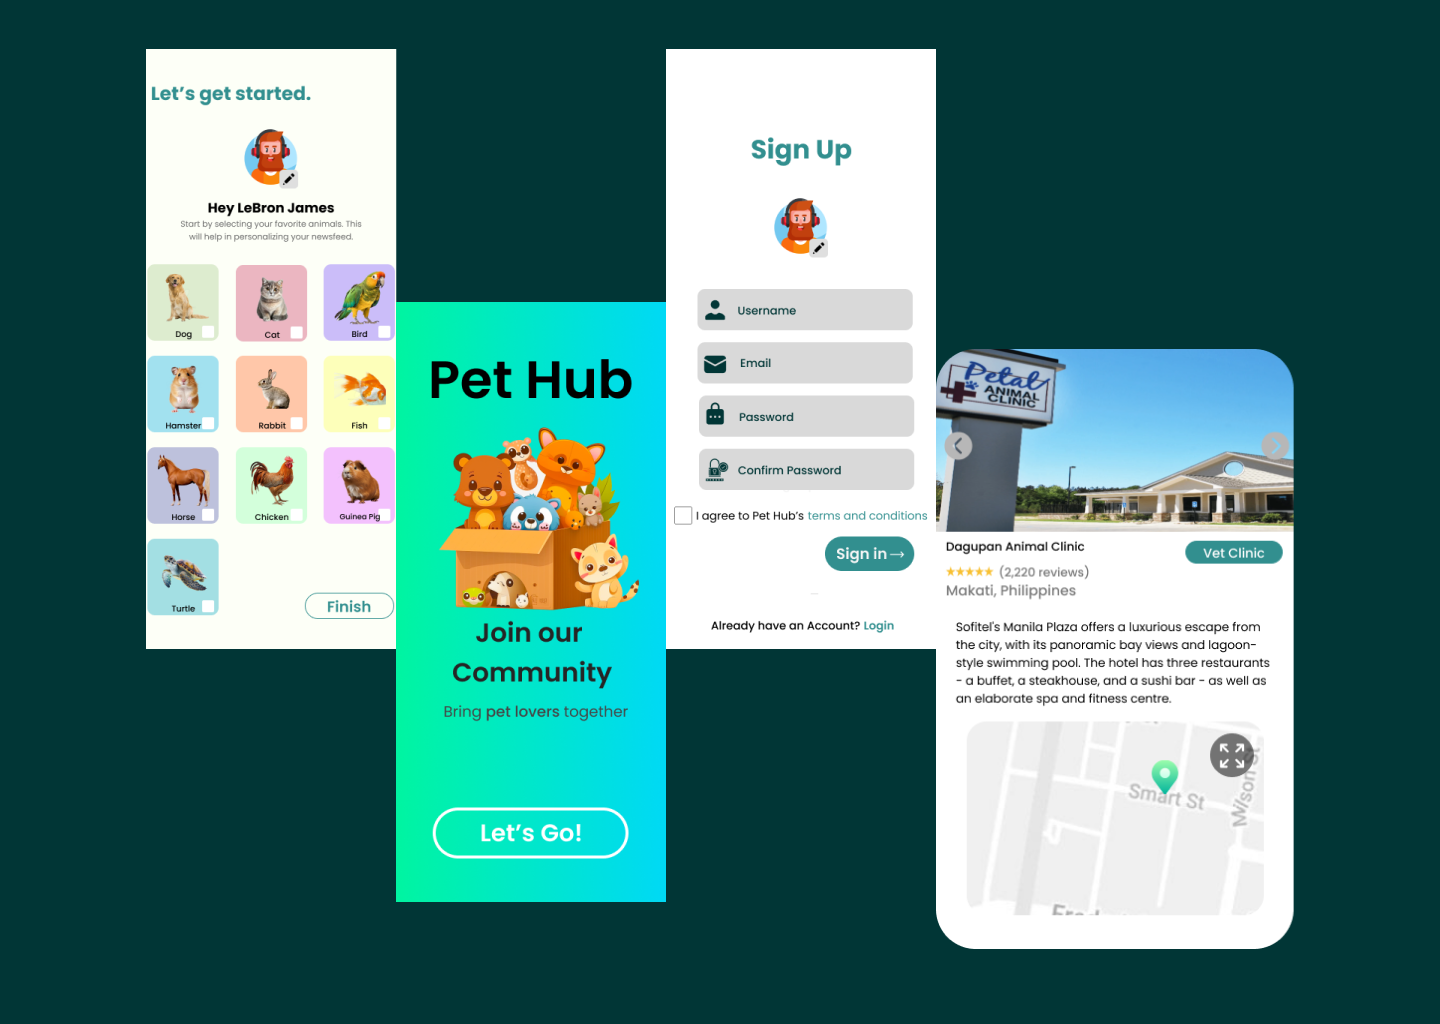 Let's get started.
Hey LeBron James
Start by selecting your favorite animals. This
will help in personalizing your newsfeed.
Dog
Cat
Bird
Hamster
Rabbit
Fish
Horse
Chicken
Guinea Pig
Turtle
Finish
Pet Hub
Join our
Community
Bring pet lovers together
Let's Go!
Sign Up
Username
Email
Password
Confirm Password
I agree to Pet Hub's terms and conditions
Sign in→
Already have an Account? Login
Petal
ANIMAL
CLINIC
Dagupan Animal Clinic
Vet Clinic
★★★★★ (2,220 reviews)
Makati, Philippines
Sofitel's Manila Plaza offers a luxurious escape from
the city, with its panoramic bay views and lagoon-
style swimming pool. The hotel has three restaurants
- a buffet, a steakhouse, and a sushi bar - as well as
an elaborate spa and fitness centre.
Smart St
Wilson St